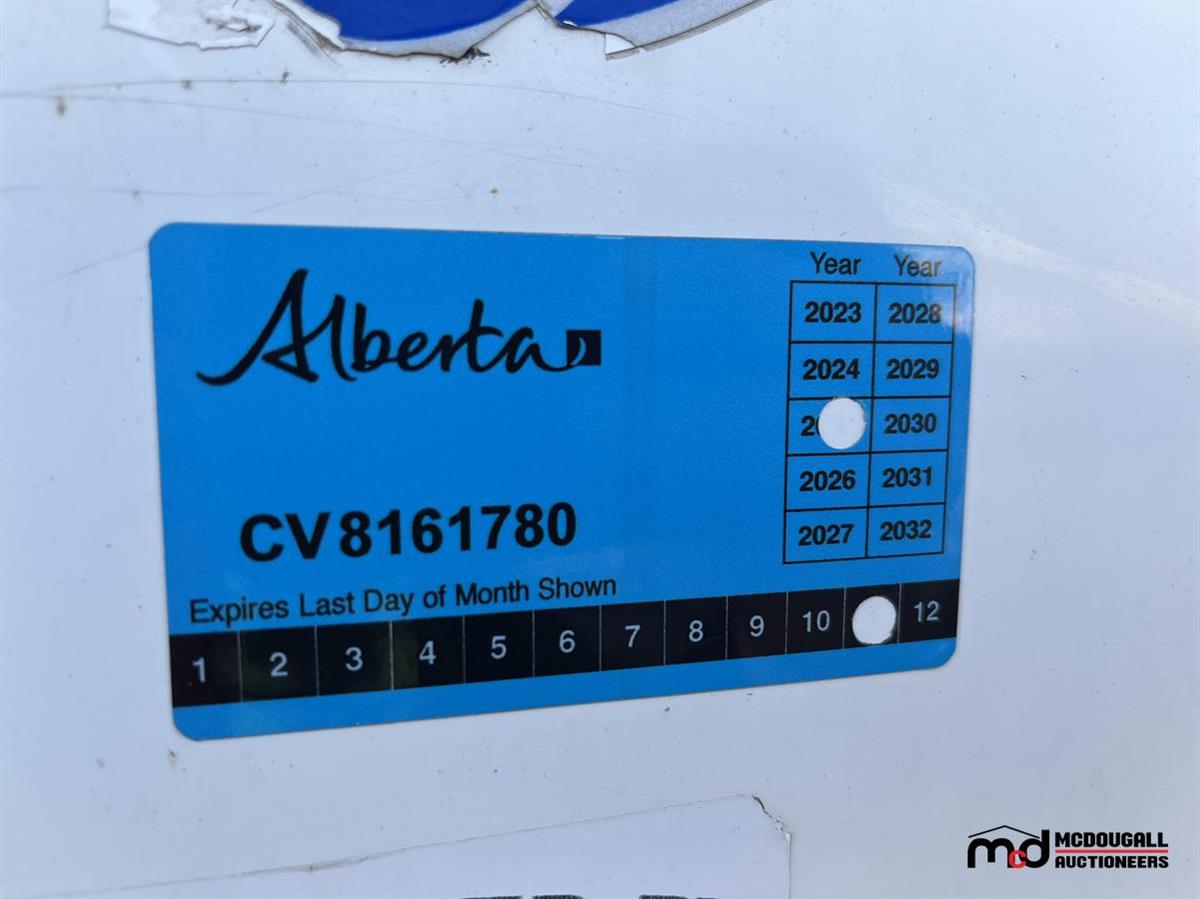 Alberta
Year Year
2023 2028
2024 2029
2030
2026 2031
2027 2032
CV8161780
Expires Last Day of Month Shown
1 2 3 4 5 6 7 8 9 10 12
mcd MCDOUGALL
AUCTIONEERS